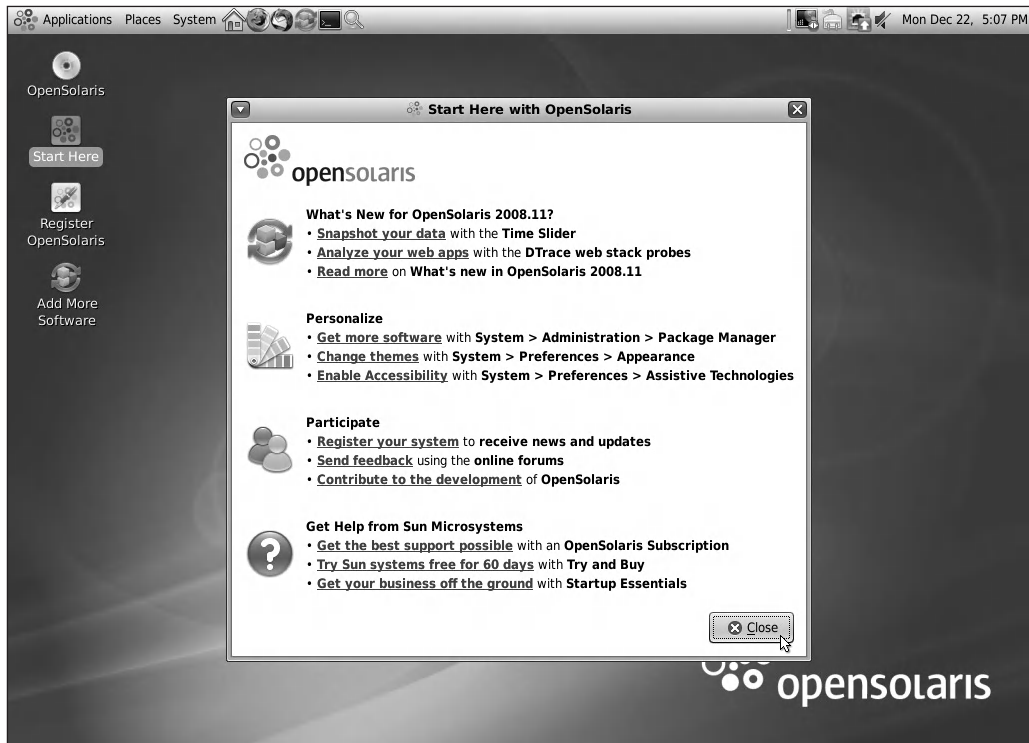 Applications Places System Mon Dec 22, 5:07 PM
OpenSolaris
Start Here
Register
OpenSolaris
Add More
Software
Start Here with OpenSolaris
opensolaris
What's New for OpenSolaris 2008.11?
• Snapshot your data with the Time Slider
• Analyze your web apps with the DTrace web stack probes
• Read more on What's new in OpenSolaris 2008.11
Personalize
• Get more software with System > Administration > Package Manager
• Change themes with System > Preferences > Appearance
• Enable Accessibility with System > Preferences > Assistive Technologies
Participate
• Register your system to receive news and updates
• Send feedback using the online forums
• Contribute to the development of OpenSolaris
Get Help from Sun Microsystems
• Get the best support possible with an OpenSolaris Subscription
• Try Sun systems free for 60 days with Try and Buy
• Get your business off the ground with Startup Essentials
Close
opensolaris